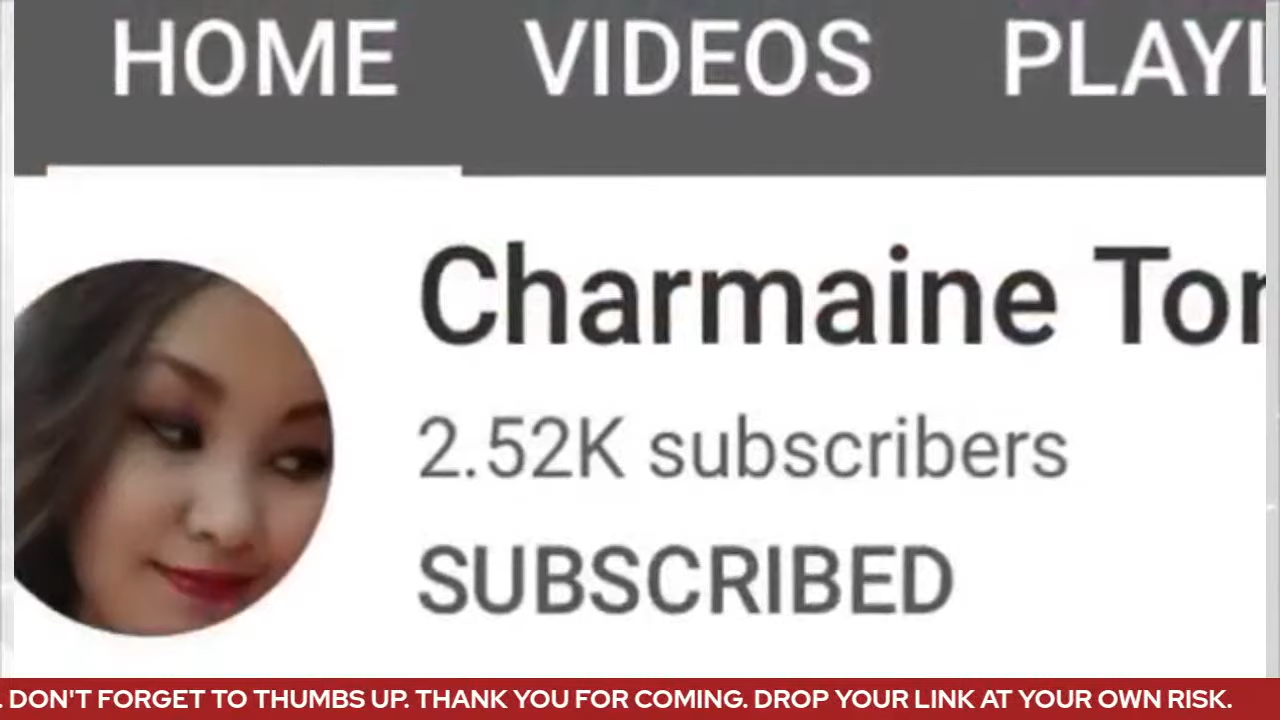 HOME VIDEOS
Charmaine
2.52K subscribers
SUBSCRIBED
. DON'T FORGET TO THUMBS UP. THANK YOU FOR COMING. DROP YOUR LINK AT YOUR OWN RISK.